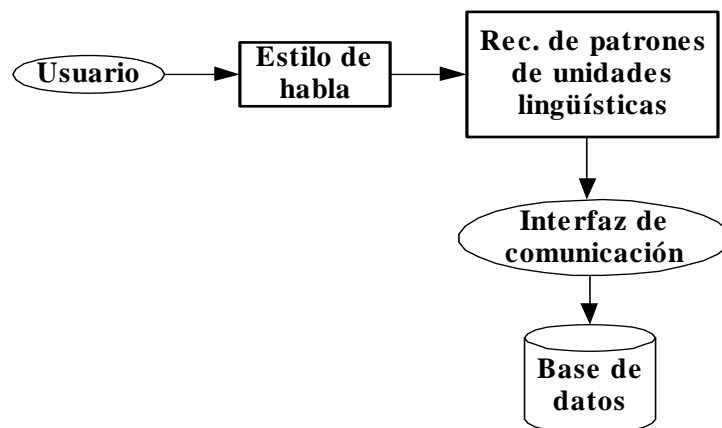 Usuario
Estilo de
habla
Rec. de patrones
de unidades
lingüísticas
Interfaz de
comunicación
Base de
datos